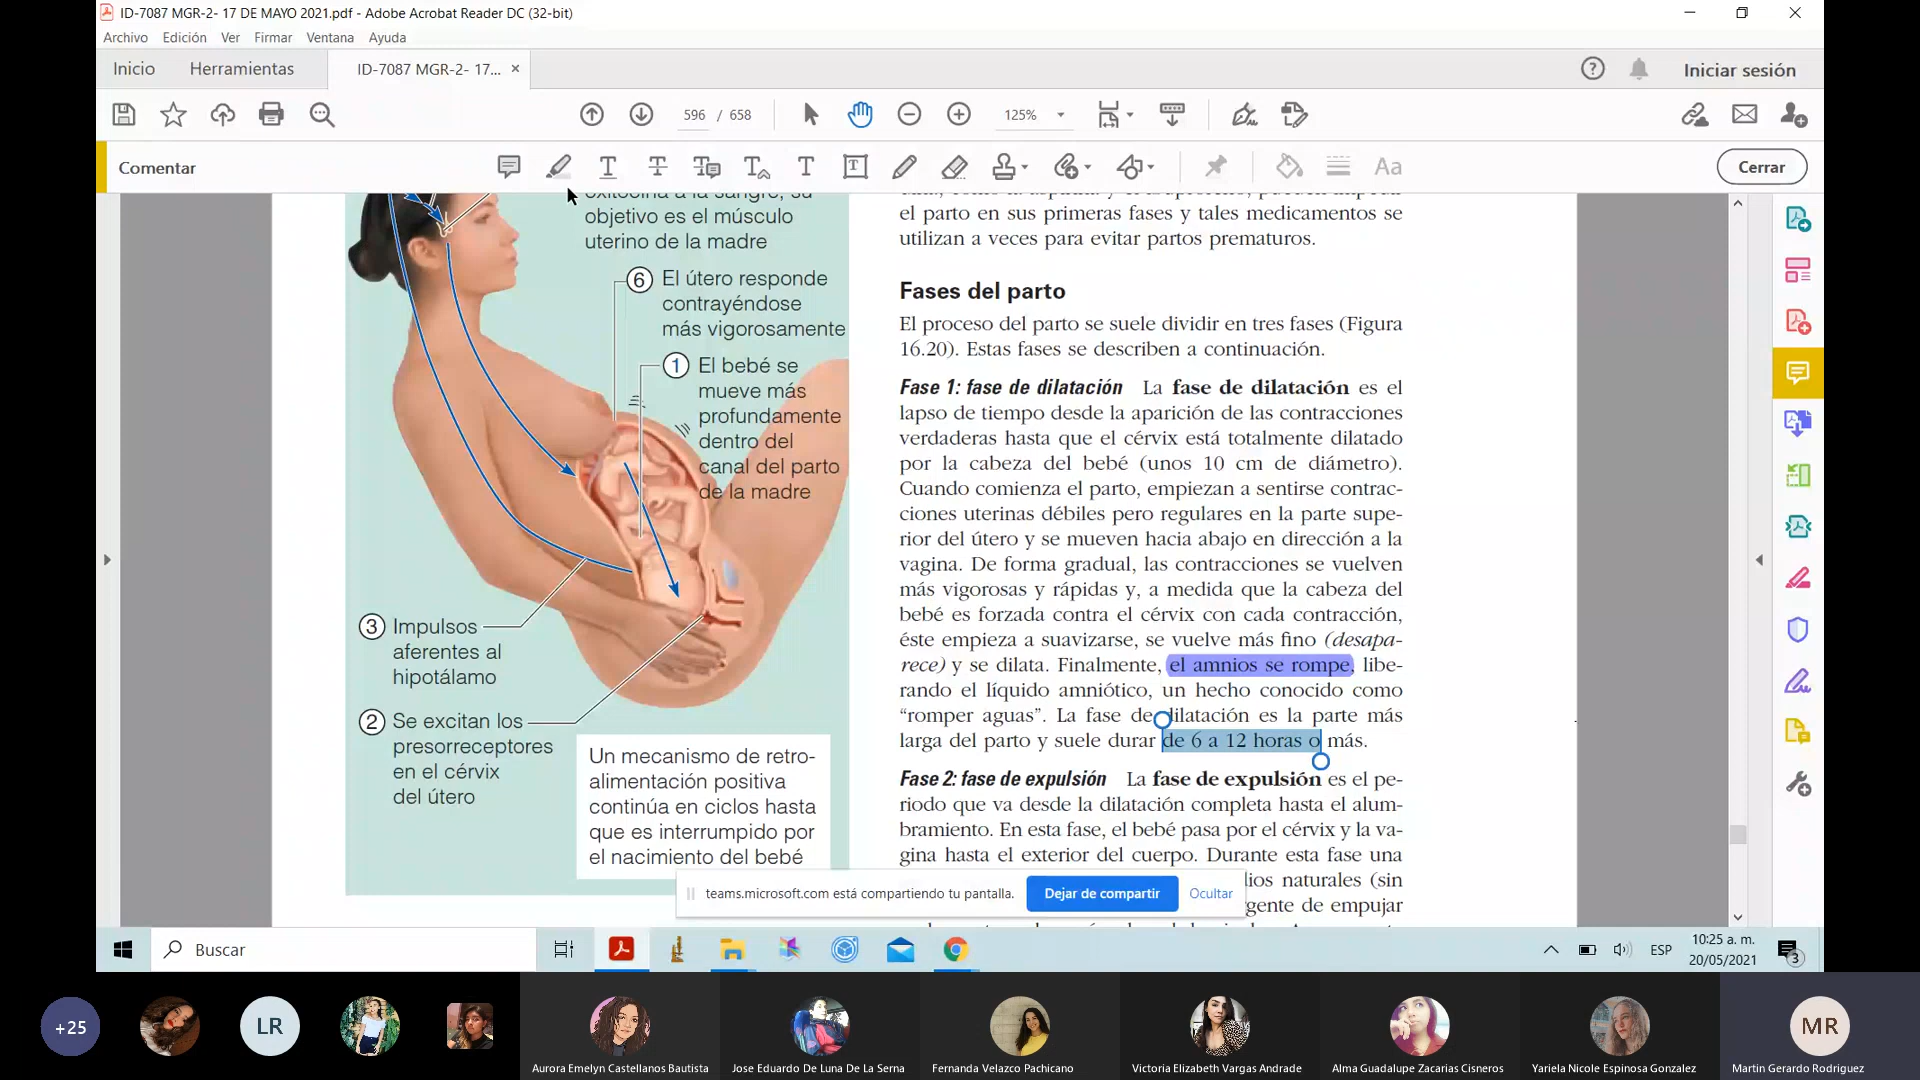 ID-7087 MGR-2- 17 DE MAYO 2021.pdf - Adobe Acrobat Reader DC (32-bit)
Archivo Edición Ver Firmar Ventana Ayuda
Inicio Herramientas ID-7087 MGR-2- 17... × Iniciar sesión
596 / 658 125%
Comentar Cerrar
oxitocina a la sangre; su
objetivo es el músculo
uterino de la madre
6 El útero responde
contrayéndose
más vigorosamente
1 El bebé se
mueve más
profundamente
dentro del
canal del parto
de la madre
3 Impulsos
aferentes al
hipotálamo
2 Se excitan los
presorreceptores
en el cérvix
del útero
Un mecanismo de retro-
alimentación positiva
continúa en ciclos hasta
que es interrumpido por
el nacimiento del bebé
el parto en sus primeras fases y tales medicamentos se
utilizan a veces para evitar partos prematuros.
Fases del parto
El proceso del parto se suele dividir en tres fases (Figura
16.20). Estas fases se describen a continuación.
Fase 1: fase de dilatación La fase de dilatación es el
lapso de tiempo desde la aparición de las contracciones
verdaderas hasta que el cérvix está totalmente dilatado
por la cabeza del bebé (unos 10 cm de diámetro).
Cuando comienza el parto, empiezan a sentirse contrac-
ciones uterinas débiles pero regulares en la parte supe-
rior del útero y se mueven hacia abajo en dirección a la
vagina. De forma gradual, las contracciones se vuelven
más vigorosas y rápidas y, a medida que la cabeza del
bebé es forzada contra el cérvix con cada contracción,
éste empieza a suavizarse, se vuelve más fino (desapa-
rece) y se dilata. Finalmente, el amnios se rompe, libe-
rando el líquido amniótico, un hecho conocido como
“romper aguas”. La fase de dilatación es la parte más
larga del parto y suele durar de 6 a 12 horas o más.
Fase 2: fase de expulsión La fase de expulsión es el pe-
riodo que va desde la dilatación completa hasta el alum-
bramiento. En esta fase, el bebé pasa por el cérvix y la va-
gina hasta el exterior del cuerpo. Durante esta fase una
dios naturales (sin
gente de empujar
teams.microsoft.com está compartiendo tu pantalla. Dejar de compartir Ocultar
Buscar ESP 10:25 a. m.
20/05/2021 3
+25 LR MR
Aurora Emelyn Castellanos Bautista Jose Eduardo De Luna De La Serna Fernanda Velazco Pachicano Victoria Elizabeth Vargas Andrade Alma Guadalupe Zacarias Cisneros Yariela Nicole Espinosa Gonzalez Martin Gerardo Rodriguez